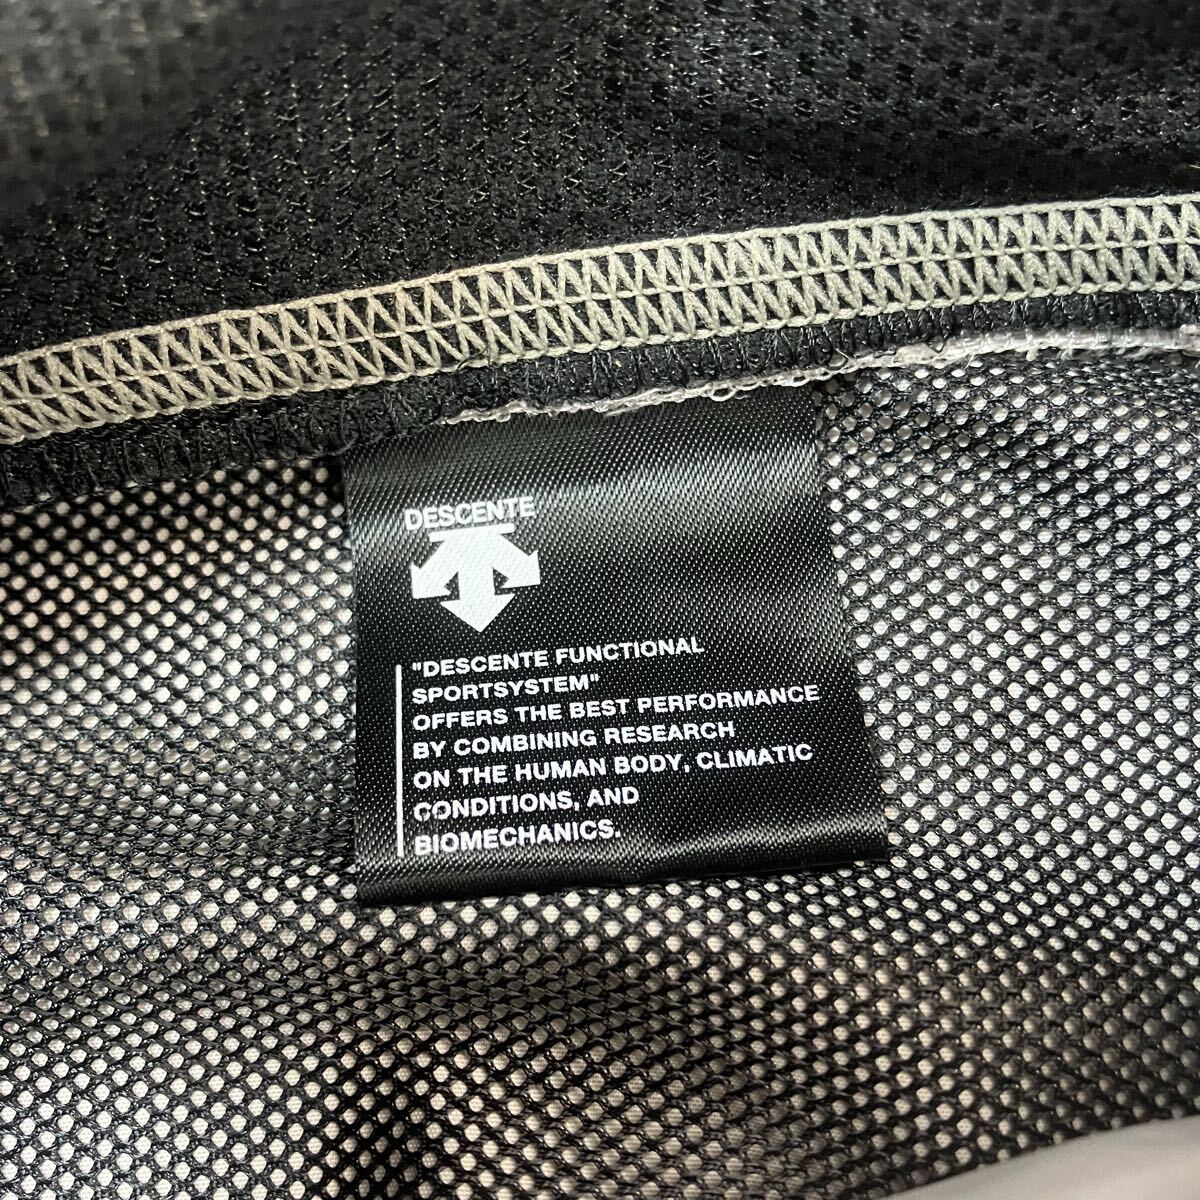 DESCENTE
"DESCENTE FUNCTIONAL
SPORTSYSTEM"
OFFERS THE BEST PERFORMANCE
BY COMBINING RESEARCH
ON THE HUMAN BODY, CLIMATIC
CONDITIONS, AND
BIOMECHANICS.